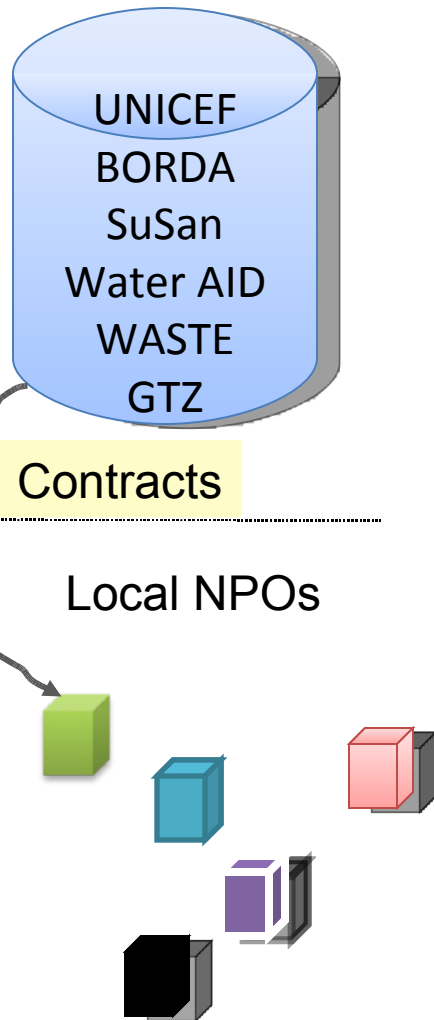 UNICEF
BORDA
SuSan
Water AID
WASTE
GTZ
Contracts
Local NPOs